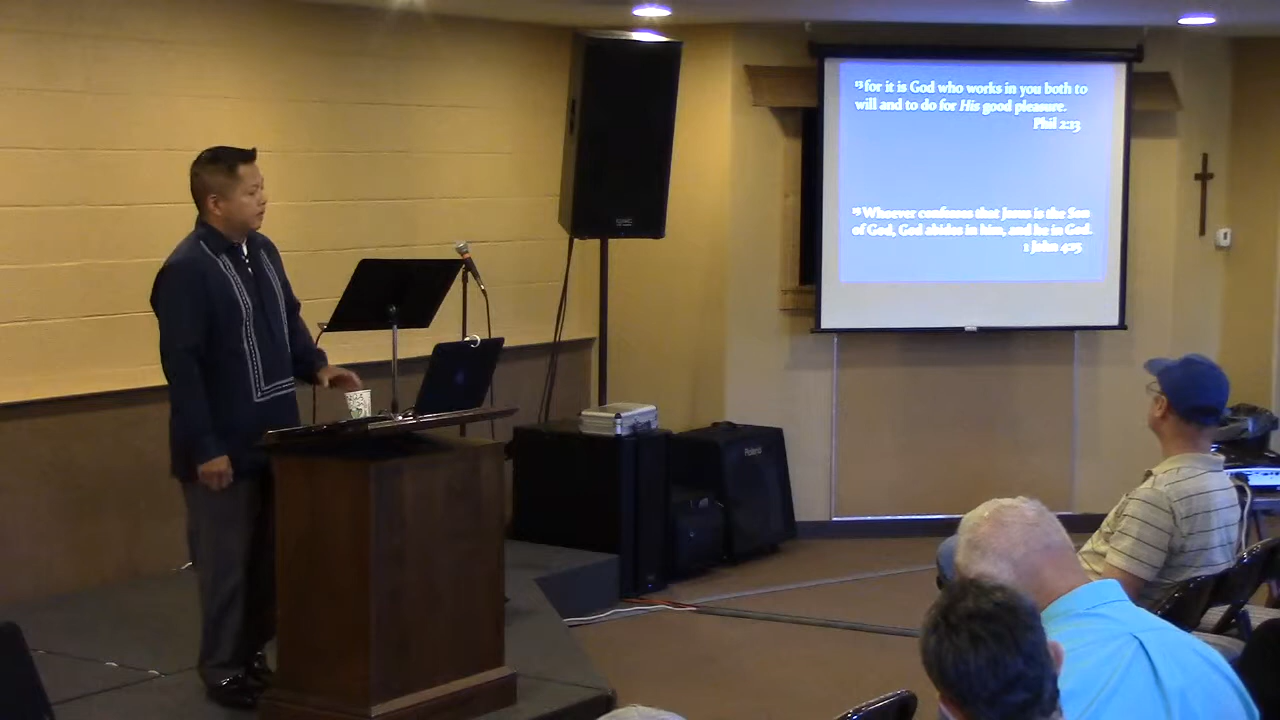 13 for it is God who works in you both to
will and to do for His good pleasure.
Phil 2:13
15 Whoever confesses that Jesus is the Son
of God, God abides in him, and he in God.
1 John 4:15
Roland